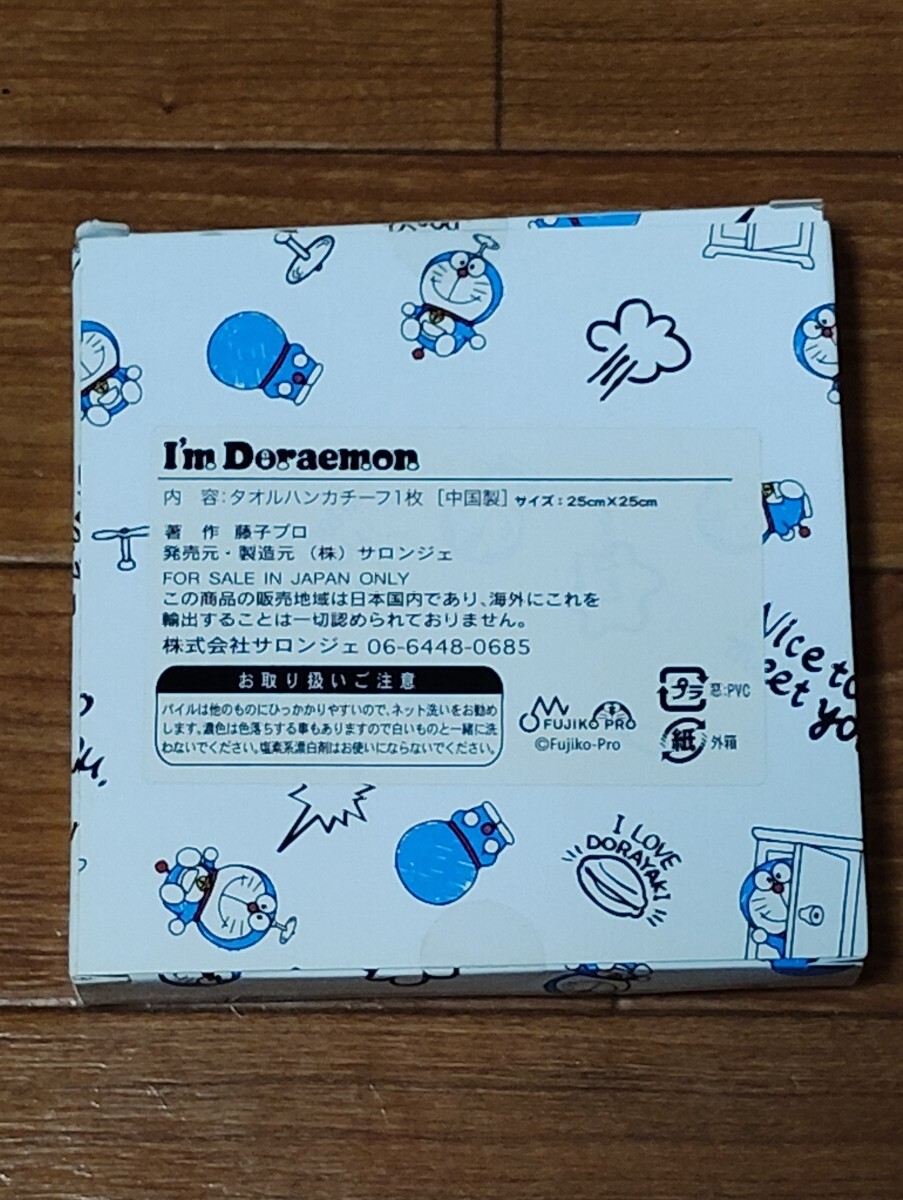 I'm Doraemon
内 容:タオルハンカチーフ1枚 [中国製] サイズ:25cm×25cm
著 作 藤子プロ
発売元・製造元 (株) サロンジェ
FOR SALE IN JAPAN ONLY
この商品の販売地域は日本国内であり、海外にこれを
輸出することは一切認められておりません。
株式会社サロンジェ 06-6448-0685
お取り扱いご注意
パイルは他のものにひっかかりやすいので、ネット洗いをお勧め
します。濃色は色落ちする事もありますので白いものと一緒に洗
わないでください。塩素系漂白剤はお使いにならないでください。
FUJIKO PRO
©Fujiko-Pro
プラ 窓:PVC
紙 外箱
Nice to
yo
I LOVE
DORAYAKI